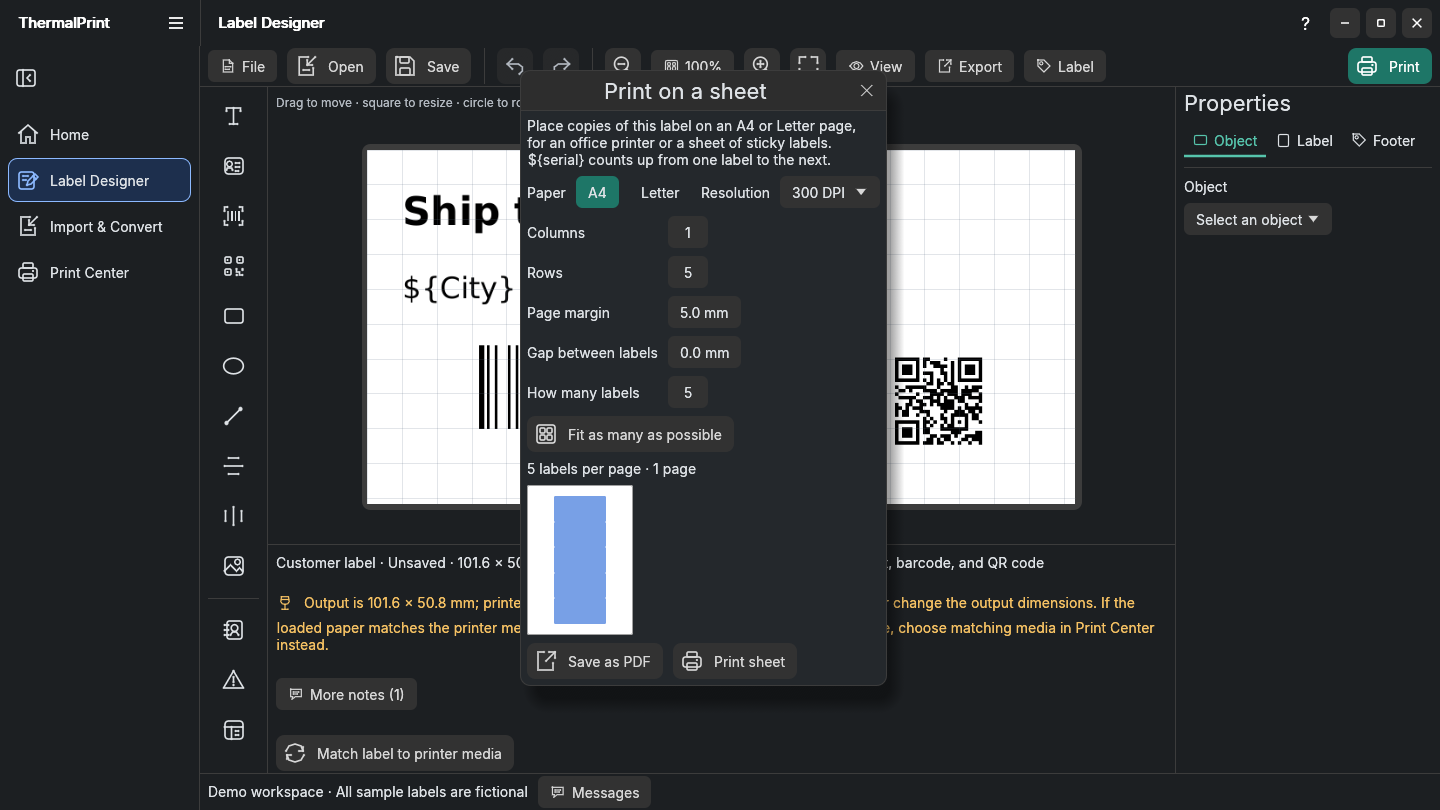 ThermalPrint
Label Designer
?
File
Open
Save
100%
View
Export
Label
Print
Home
Label Designer
Import & Convert
Print Center
Drag to move · square to resize · circle to
Ship
${City}
Print on a sheet
Place copies of this label on an A4 or Letter page,
for an office printer or a sheet of sticky labels.
${serial} counts up from one label to the next.
Paper A4 Letter Resolution 300 DPI
Columns 1
Rows 5
Page margin 5.0 mm
Gap between labels 0.0 mm
How many labels 5
Fit as many as possible
5 labels per page · 1 page
Save as PDF
Print sheet
Properties
Object Label Footer
Object
Select an object
Customer label · Unsaved · 101.6 × 50
barcode, and QR code
Output is 101.6 × 50.8 mm;
change the output dimensions. If the
loaded paper matches the printer
choose matching media in Print Center
instead.
More notes (1)
Match label to printer media
Demo workspace · All sample labels are fictional
Messages